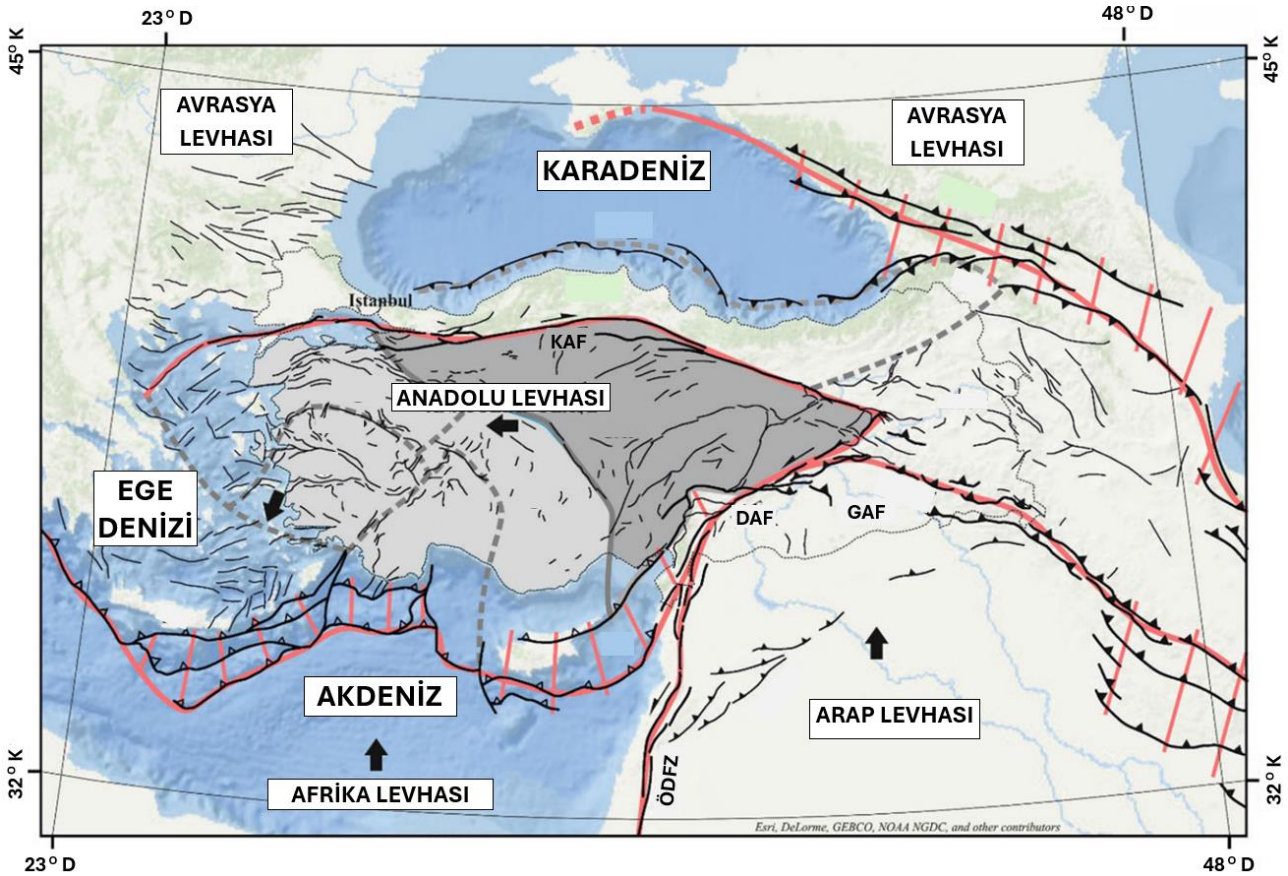 23° D
48° D
45° K
45° K
AVRASYA
LEVHASI
AVRASYA
LEVHASI
KARADENİZ
Istanbul
KAF
ANADOLU LEVHASI
EGE
DENİZİ
DAF
GAF
AKDENİZ
ARAP LEVHASI
ÖDFZ
32° K
32° K
AFRİKA LEVHASI
Esri, DeLorme, GEBCO, NOAA NGDC, and other contributors
23° D
48° D